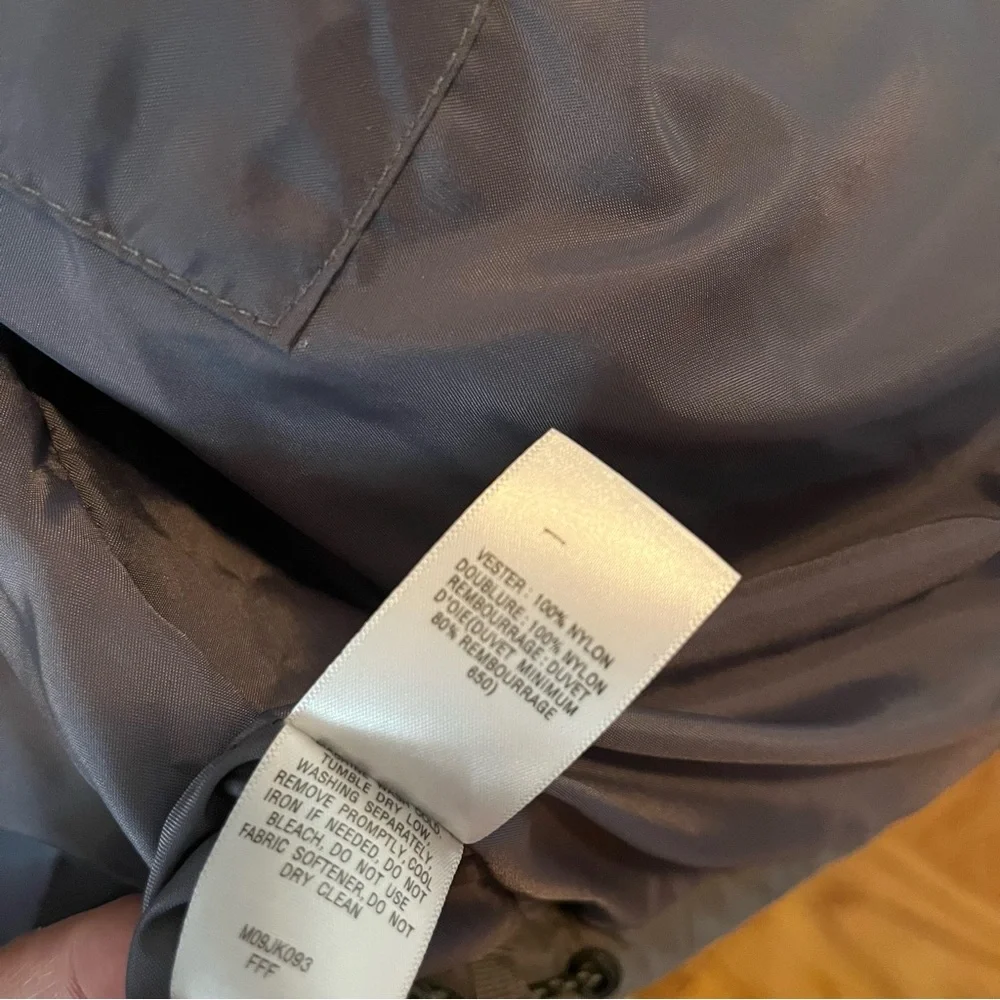 VESTER: 100% NYLON
DOUBLURE: 100% NYLON
REMBOURRAGE: DUVET
D'OIE(DUVET MINIMUM
80% REMBOURRAGE
650)
TUMBLE DRY LOW,
WASHING SEPARATELY,
REMOVE PROMPTLY, COOL
IRON IF NEEDED, DO NOT
BLEACH, DO NOT USE
FABRIC SOFTENER, DO NOT
DRY CLEAN
M09JK093
FFF